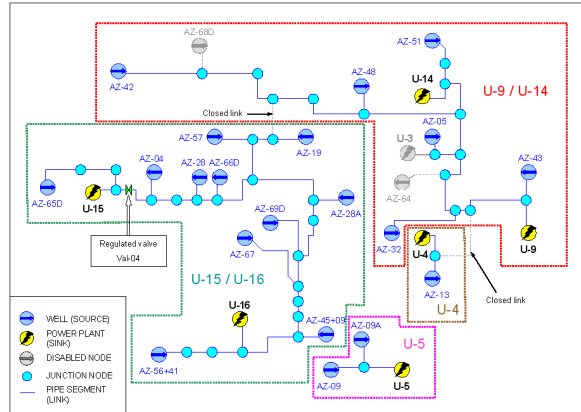 AZ-68D
AZ-51
AZ-42
AZ-48
U-14
U-9 / U-14
Closed link
AZ-05
AZ-57
U-3
AZ-19
AZ-04
AZ-28
AZ-66D
AZ-43
AZ-64
AZ-65D
U-15
AZ-69D
AZ-28A
Regulated valve
Val-04
AZ-67
AZ-32
U-4
U-9
U-15 / U-16
AZ-13
Closed link
U-4
U-16
WELL (SOURCE)
POWER PLANT
(SINK)
DISABLED NODE
JUNCTION NODE
PIPE SEGMENT
(LINK)
AZ-45+09
AZ-09A
U-5
AZ-56+41
AZ-09
U-5